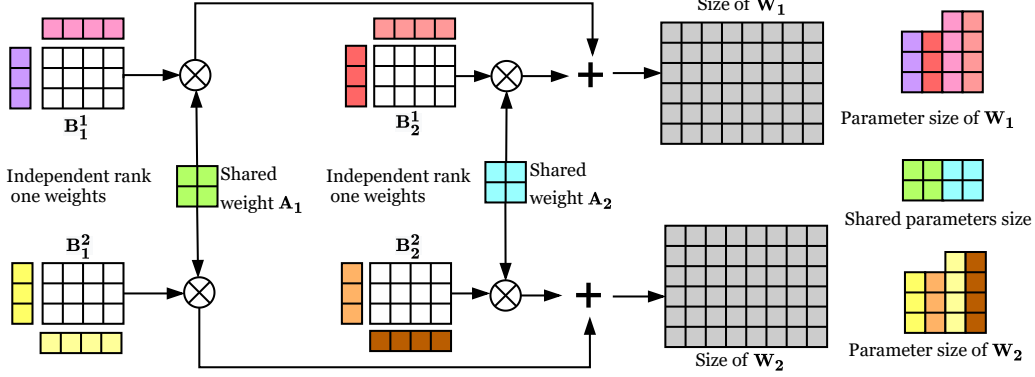 Size of W₁
B₁¹
B₂¹
Parameter size of W₁
Independent rank
one weights
Shared
weight A₁
Independent rank
one weights
Shared
weight A₂
Shared parameters size
B₁²
B₂²
Size of W₂
Parameter size of W₂